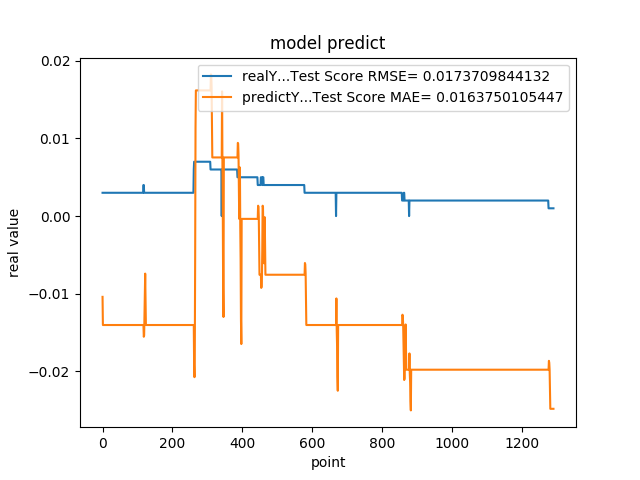 model predict
realY...Test Score RMSE= 0.0173709844132
predictY...Test Score MAE= 0.0163750105447
0.02
0.01
0.00
−0.01
−0.02
real value
0 200 400 600 800 1000 1200
point